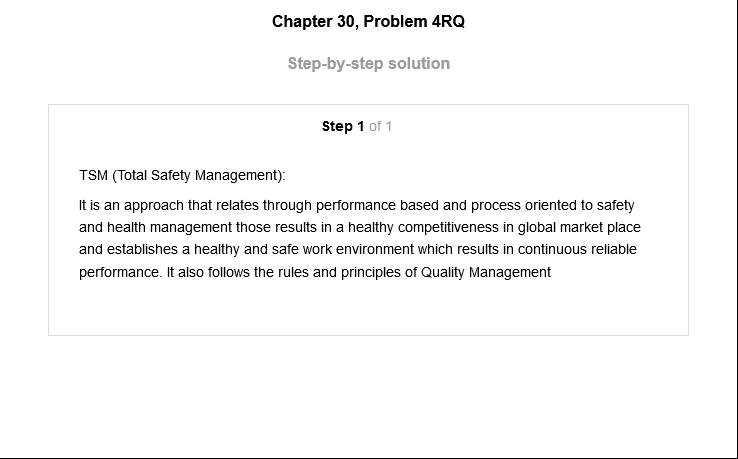 Chapter 30, Problem 4RQ
Step-by-step solution
Step 1 of 1
TSM (Total Safety Management):
It is an approach that relates through performance based and process oriented to safety
and health management those results in a healthy competitiveness in global market place
and establishes a healthy and safe work environment which results in continuous reliable
performance. It also follows the rules and principles of Quality Management